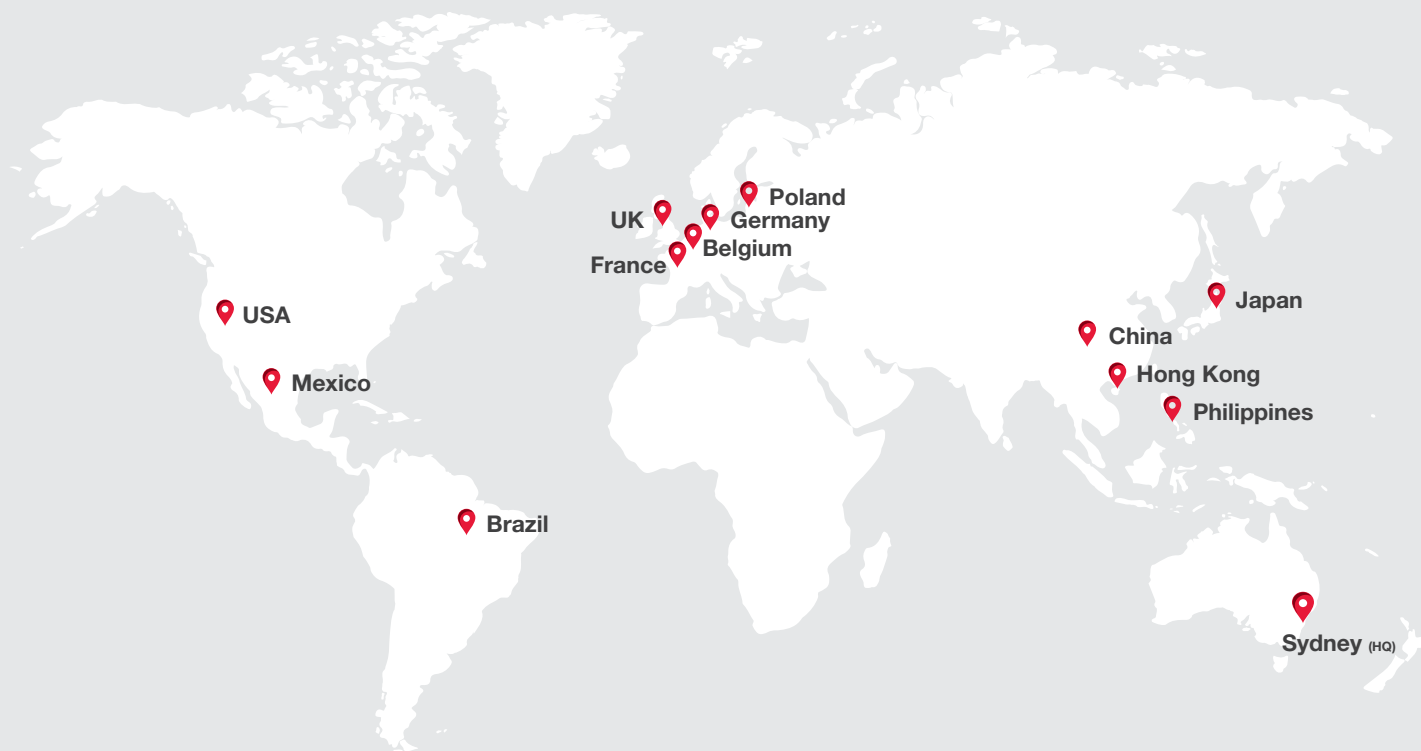 Poland
UK
Germany
Belgium
France
Japan
USA
China
Hong Kong
Mexico
Philippines
Brazil
Sydney (HQ)